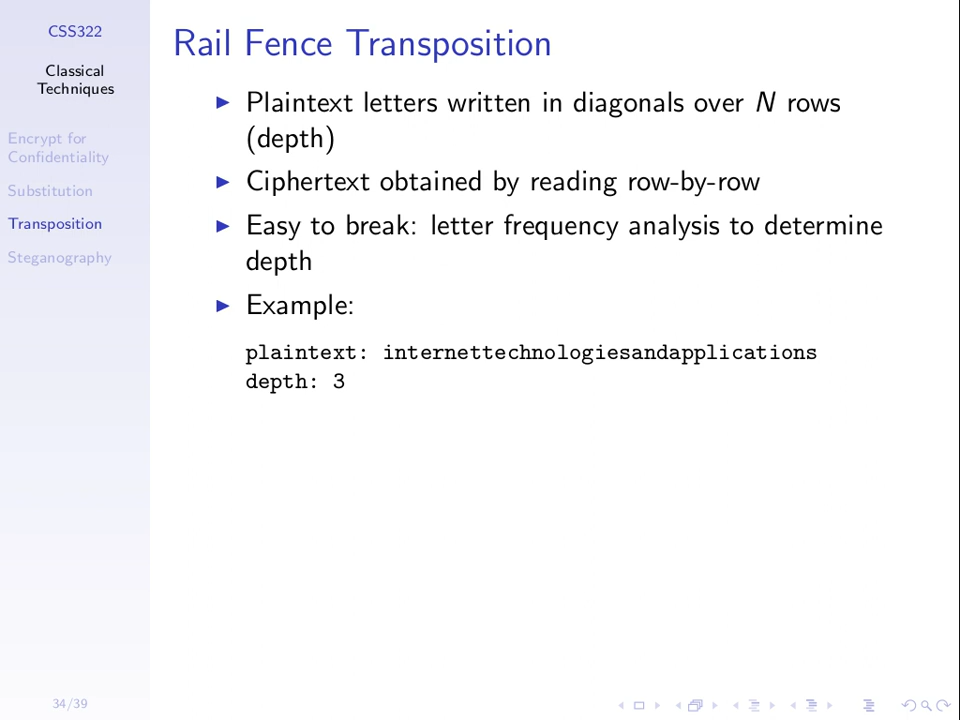 CSS322
Classical
Techniques
Encrypt for
Confidentiality
Substitution
Transposition
Steganography
34/39
Rail Fence Transposition
Plaintext letters written in diagonals over N rows
(depth)
Ciphertext obtained by reading row-by-row
Easy to break: letter frequency analysis to determine
depth
Example:
plaintext: internettechnologiesandapplications
depth: 3